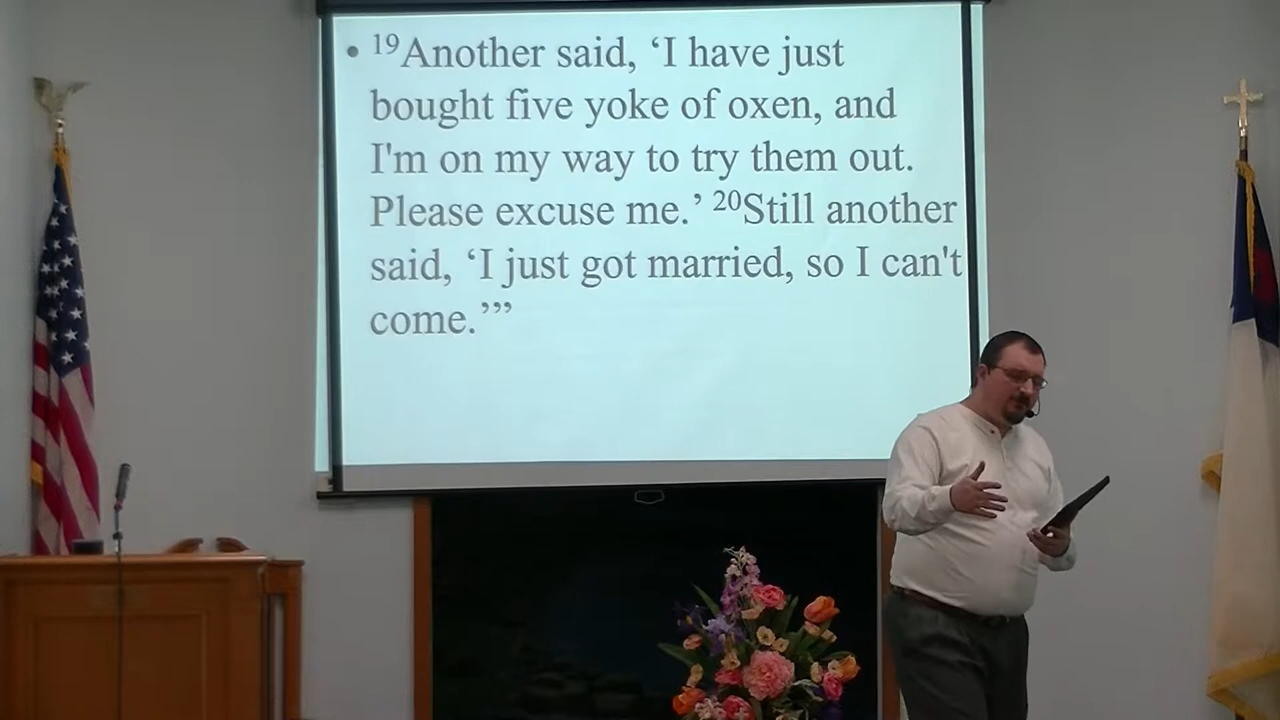 • ¹⁹Another said, ‘I have just
bought five yoke of oxen, and
I'm on my way to try them out.
Please excuse me.’ ²⁰Still another
said, ‘I just got married, so I can't
come.’”